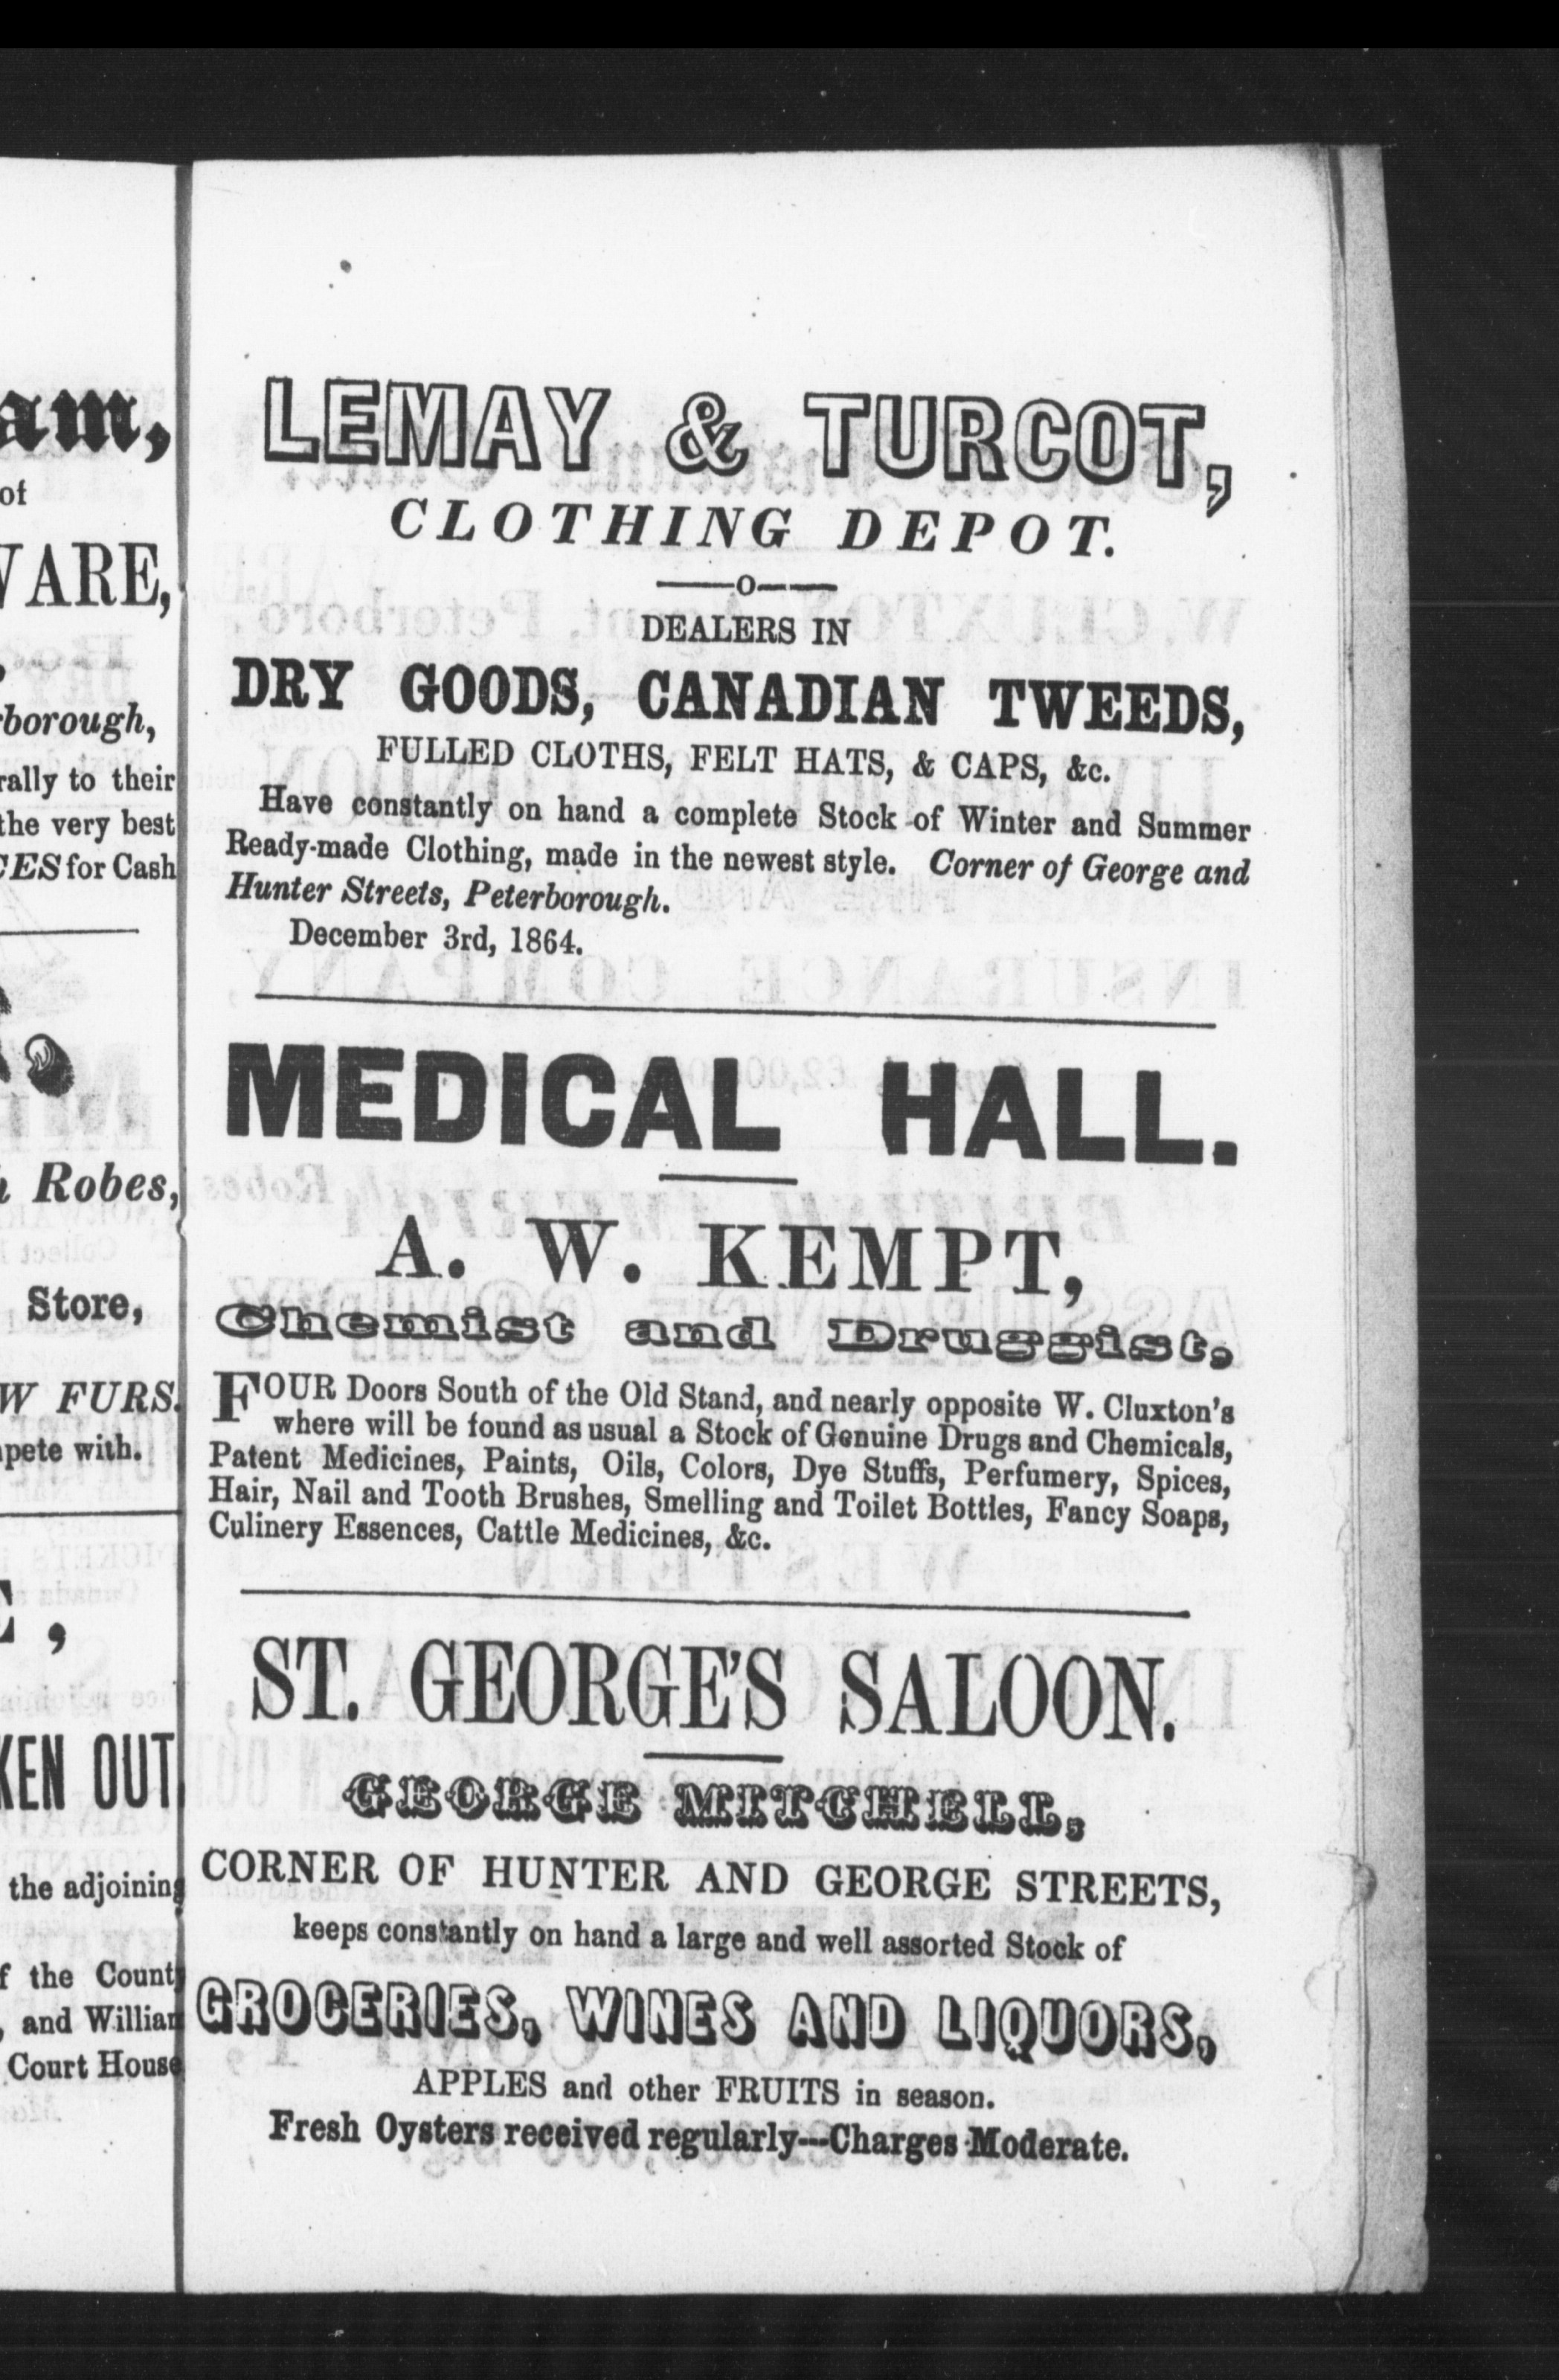 am,
of
ARE,
borough,
rally to their
the very best
CES for Cash
Robes,
Store,
W FURS.
pete with.
KEN OUT
the adjoining
f the County
, and William
Court House
LEMAY & TURCOT,
CLOTHING DEPOT.
——o——
DEALERS IN
DRY GOODS, CANADIAN TWEEDS,
FULLED CLOTHS, FELT HATS, & CAPS, &c.
Have constantly on hand a complete Stock of Winter and Summer
Ready-made Clothing, made in the newest style. Corner of George and
Hunter Streets, Peterborough.
December 3rd, 1864.
MEDICAL HALL.
A. W. KEMPT,
Chemist and Druggist,
FOUR Doors South of the Old Stand, and nearly opposite W. Cluxton's
where will be found as usual a Stock of Genuine Drugs and Chemicals,
Patent Medicines, Paints, Oils, Colors, Dye Stuffs, Perfumery, Spices,
Hair, Nail and Tooth Brushes, Smelling and Toilet Bottles, Fancy Soaps,
Culinery Essences, Cattle Medicines, &c.
ST. GEORGE'S SALOON.
GEORGE MITCHELL,
CORNER OF HUNTER AND GEORGE STREETS,
keeps constantly on hand a large and well assorted Stock of
GROCERIES, WINES AND LIQUORS,
APPLES and other FRUITS in season.
Fresh Oysters received regularly---Charges Moderate.